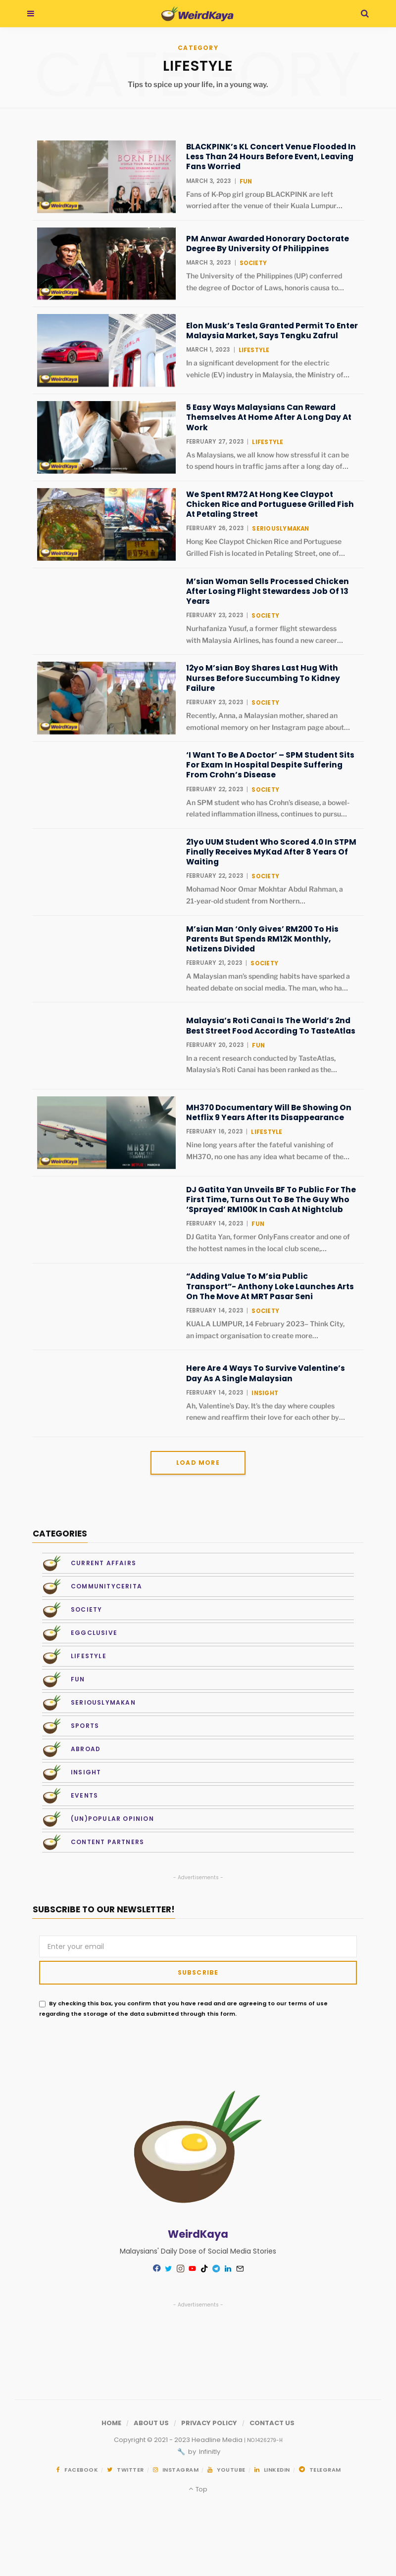 WeirdKaya
CATEGORY
CATEGORY
LIFESTYLE
Tips to spice up your life, in a young way.
BORN PINK
WeirdKaya
BLACKPINK's KL Concert Venue Flooded In
Less Than 24 Hours Before Event, Leaving
Fans Worried
MARCH 3, 2023 | FUN
Fans of K-Pop girl group BLACKPINK are left
worried after the venue of their Kuala Lumpur...
WeirdKaya
PM Anwar Awarded Honorary Doctorate
Degree By University Of Philippines
MARCH 3, 2023 | SOCIETY
The University of the Philippines (UP) conferred
the degree of Doctor of Laws, honoris causa to...
WeirdKaya
Elon Musk's Tesla Granted Permit To Enter
Malaysia Market, Says Tengku Zafrul
MARCH 1, 2023 | LIFESTYLE
In a significant development for the electric
vehicle (EV) industry in Malaysia, the Ministry of...
WeirdKaya
5 Easy Ways Malaysians Can Reward
Themselves At Home After A Long Day At
Work
FEBRUARY 27, 2023 | LIFESTYLE
As Malaysians, we all know how stressful it can be
to spend hours in traffic jams after a long day of...
WeirdKaya
We Spent RM72 At Hong Kee Claypot
Chicken Rice and Portuguese Grilled Fish
At Petaling Street
FEBRUARY 26, 2023 | SERIOUSLYMAKAN
Hong Kee Claypot Chicken Rice and Portuguese
Grilled Fish is located in Petaling Street, one of...
M'sian Woman Sells Processed Chicken
After Losing Flight Stewardess Job Of 13
Years
FEBRUARY 23, 2023 | SOCIETY
Nurhafaniza Yusuf, a former flight stewardess
with Malaysia Airlines, has found a new career...
WeirdKaya
12yo M'sian Boy Shares Last Hug With
Nurses Before Succumbing To Kidney
Failure
FEBRUARY 23, 2023 | SOCIETY
Recently, Anna, a Malaysian mother, shared an
emotional memory on her Instagram page about...
'I Want To Be A Doctor' – SPM Student Sits
For Exam In Hospital Despite Suffering
From Crohn's Disease
FEBRUARY 22, 2023 | SOCIETY
An SPM student who has Crohn's disease, a bowel-
related inflammation illness, continues to pursu...
21yo UUM Student Who Scored 4.0 In STPM
Finally Receives MyKad After 8 Years Of
Waiting
FEBRUARY 22, 2023 | SOCIETY
Mohamad Noor Omar Mokhtar Abdul Rahman, a
21-year-old student from Northern...
M'sian Man 'Only Gives' RM200 To His
Parents But Spends RM12K Monthly,
Netizens Divided
FEBRUARY 21, 2023 | SOCIETY
A Malaysian man's spending habits have sparked a
heated debate on social media. The man, who ha...
Malaysia's Roti Canai Is The World's 2nd
Best Street Food According To TasteAtlas
FEBRUARY 20, 2023 | FUN
In a recent research conducted by TasteAtlas,
Malaysia's Roti Canai has been ranked as the...
MH370
WeirdKaya
MH370 Documentary Will Be Showing On
Netflix 9 Years After Its Disappearance
FEBRUARY 16, 2023 | LIFESTYLE
Nine long years after the fateful vanishing of
MH370, no one has any idea what became of the...
DJ Gatita Yan Unveils BF To Public For The
First Time, Turns Out To Be The Guy Who
'Sprayed' RM100K In Cash At Nightclub
FEBRUARY 14, 2023 | FUN
DJ Gatita Yan, former OnlyFans creator and one of
the hottest names in the local club scene,...
"Adding Value To M'sia Public
Transport"- Anthony Loke Launches Arts
On The Move At MRT Pasar Seni
FEBRUARY 14, 2023 | SOCIETY
KUALA LUMPUR, 14 February 2023– Think City,
an impact organisation to create more...
Here Are 4 Ways To Survive Valentine's
Day As A Single Malaysian
FEBRUARY 14, 2023 | INSIGHT
Ah, Valentine's Day. It's the day where couples
renew and reaffirm their love for each other by...
LOAD MORE
CATEGORIES
CURRENT AFFAIRS
COMMUNITYCERITA
SOCIETY
EGGCLUSIVE
LIFESTYLE
FUN
SERIOUSLYMAKAN
SPORTS
ABROAD
INSIGHT
EVENTS
(UN)POPULAR OPINION
CONTENT PARTNERS
- Advertisements -
SUBSCRIBE TO OUR NEWSLETTER!
Enter your email
SUBSCRIBE
By checking this box, you confirm that you have read and are agreeing to our terms of use
regarding the storage of the data submitted through this form.
WeirdKaya
Malaysians' Daily Dose of Social Media Stories
- Advertisements -
HOME / ABOUT US / PRIVACY POLICY / CONTACT US
Copyright © 2021 - 2023 Headline Media | NO1426279-H
by Infinitly
FACEBOOK | TWITTER | INSTAGRAM | YOUTUBE | LINKEDIN | TELEGRAM
Top